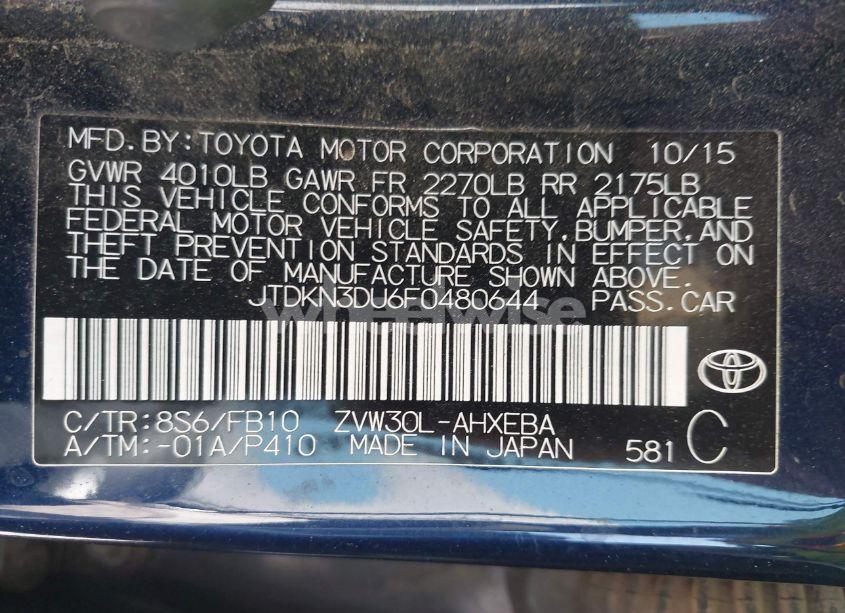 MFD.BY:TOYOTA MOTOR CORPORATION 10/15
GVWR 4010LB GAWR FR 2270LB RR 2175LB
THIS VEHICLE CONFORMS TO ALL APPLICABLE
FEDERAL MOTOR VEHICLE SAFETY,BUMPER,AND
THEFT PREVENTION STANDARDS IN EFFECT ON
THE DATE OF MANUFACTURE SHOWN ABOVE.
JTDKN3DU6F0480644 PASS.CAR
wheelwise
C/TR:8S6/FB10 ZVW30L-AHXEBA
A/TM:-01A/P410 MADE IN JAPAN 581 C